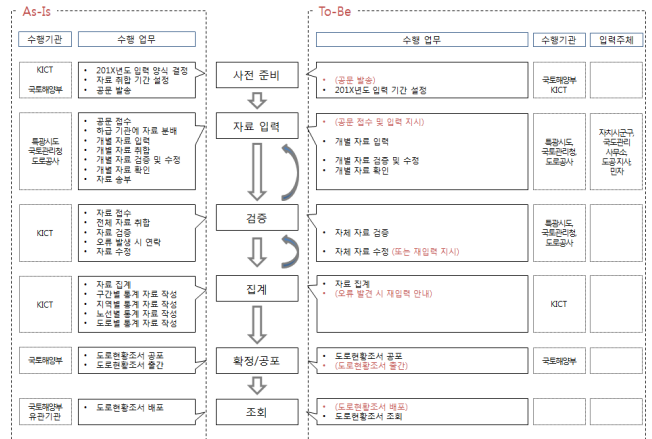 As-Is
To-Be
수행기관
수행 업무
수행 업무
수행기관
입력주체
KICT
국토해양부
• 201X년도 입력 양식 결정
• 자료 취합 기간 설정
• 공문 발송
사전 준비
• (공문 발송)
• 201X년도 입력 기간 설정
국토해양부
KICT
특광시도,
국토관리청,
도로공사
• 공문 접수
• 하급 기관에 자료 분배
• 개별 자료 입력
• 개별 자료 취합
• 개별 자료 검증 및 수정
• 개별 자료 확인
• 자료 송부
자료 입력
• (공문 접수 및 입력 지시)
• 개별 자료 입력
• 개별 자료 검증 및 수정
• 개별 자료 확인
특광시도,
국토관리청,
도로공사
자치시군구,
국도관리
사무소,
도공 지사,
민자
KICT
• 자료 접수
• 전체 자료 취합
• 자료 검증
• 오류 발생 시 연락
• 자료 수정
검증
• 자체 자료 검증
• 자체 자료 수정 (또는 재입력 지시)
특광시도,
국토관리청,
도로공사
KICT
• 자료 집계
• 구간별 통계 자료 작성
• 지역별 통계 자료 작성
• 노선별 통계 자료 작성
• 도로별 통계 자료 작성
집계
• 자료 집계
• (오류 발견 시 재입력 안내)
KICT
국토해양부
• 도로현황조서 공포
• 도로현황조서 출간
확정/공포
• 도로현황조서 공포
• (도로현황조서 출간)
국토해양부
국토해양부
유관기관
• 도로현황조서 배포
조회
• (도로현황조서 배포)
• 도로현황조서 조회